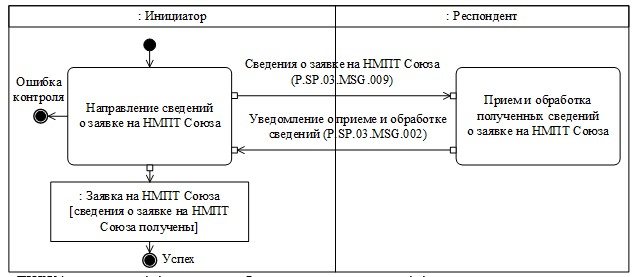 : Инициатор
: Респондент
Ошибка
контроля
Направление сведений
о заявке на НМПТ Союза
Сведения о заявке на НМПТ Союза
(P.SP.03.MSG.009)
Уведомление о приеме и обработке
сведений (P.SP.03.MSG.002)
Прием и обработка
полученных сведений
о заявке на НМПТ Союза
: Заявка на НМПТ Союза
[сведения о заявке на НМПТ
Союза получены]
Успех